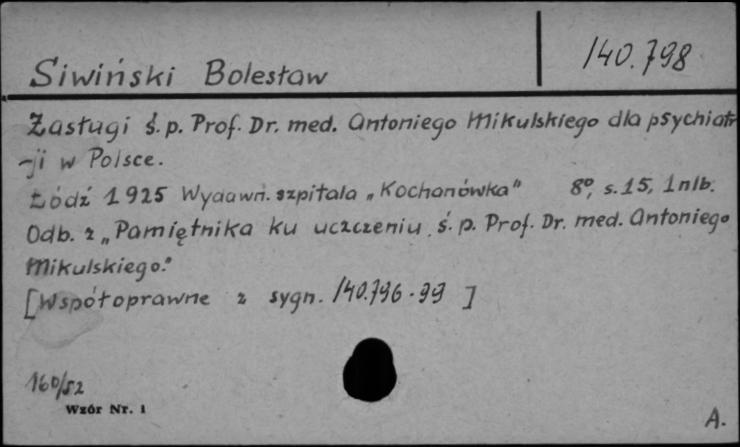 Siwiński Bolesław
140.798
Zasługi ś.p. Prof. Dr. med. Antoniego Mikulskiego dla psychiatr
-ji w Polsce.
Łódź 1925 Wydawn. szpitala „Kochanówka" 8°, s.15, 1nlb.
Odb. z „Pamiętnika ku uczczeniu ś. p. Prof. Dr. med. Antoniego
Mikulskiego."
[Współoprawne z sygn. 140.796-99 ]
160/52
Wzór Nr. 1
A.